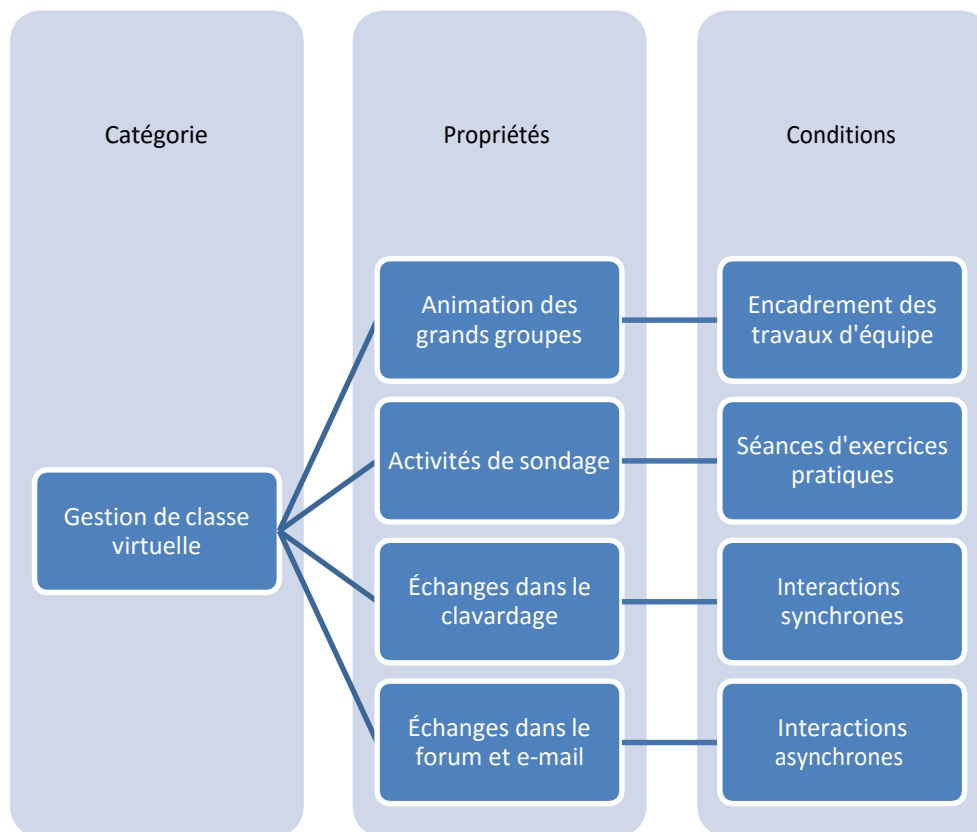 Catégorie
Propriétés
Conditions
Animation des
grands groupes
Encadrement des
travaux d'équipe
Activités de sondage
Séances d'exercices
pratiques
Gestion de classe
virtuelle
Échanges dans le
clavardage
Interactions
synchrones
Échanges dans le
forum et e-mail
Interactions
asynchrones